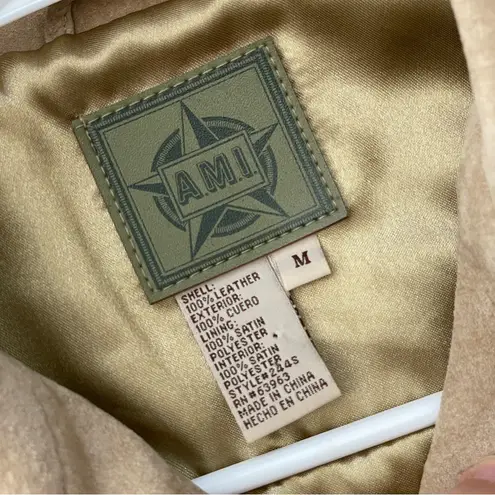 A.M.I.
M
SHELL:
100% LEATHER
EXTERIOR:
100% CUERO
LINING:
100% SATIN
POLYESTER
INTERIOR:
100% SATIN
POLYESTER
STYLE#244S
RN#63963
MADE IN CHINA
HECHO EN CHINA